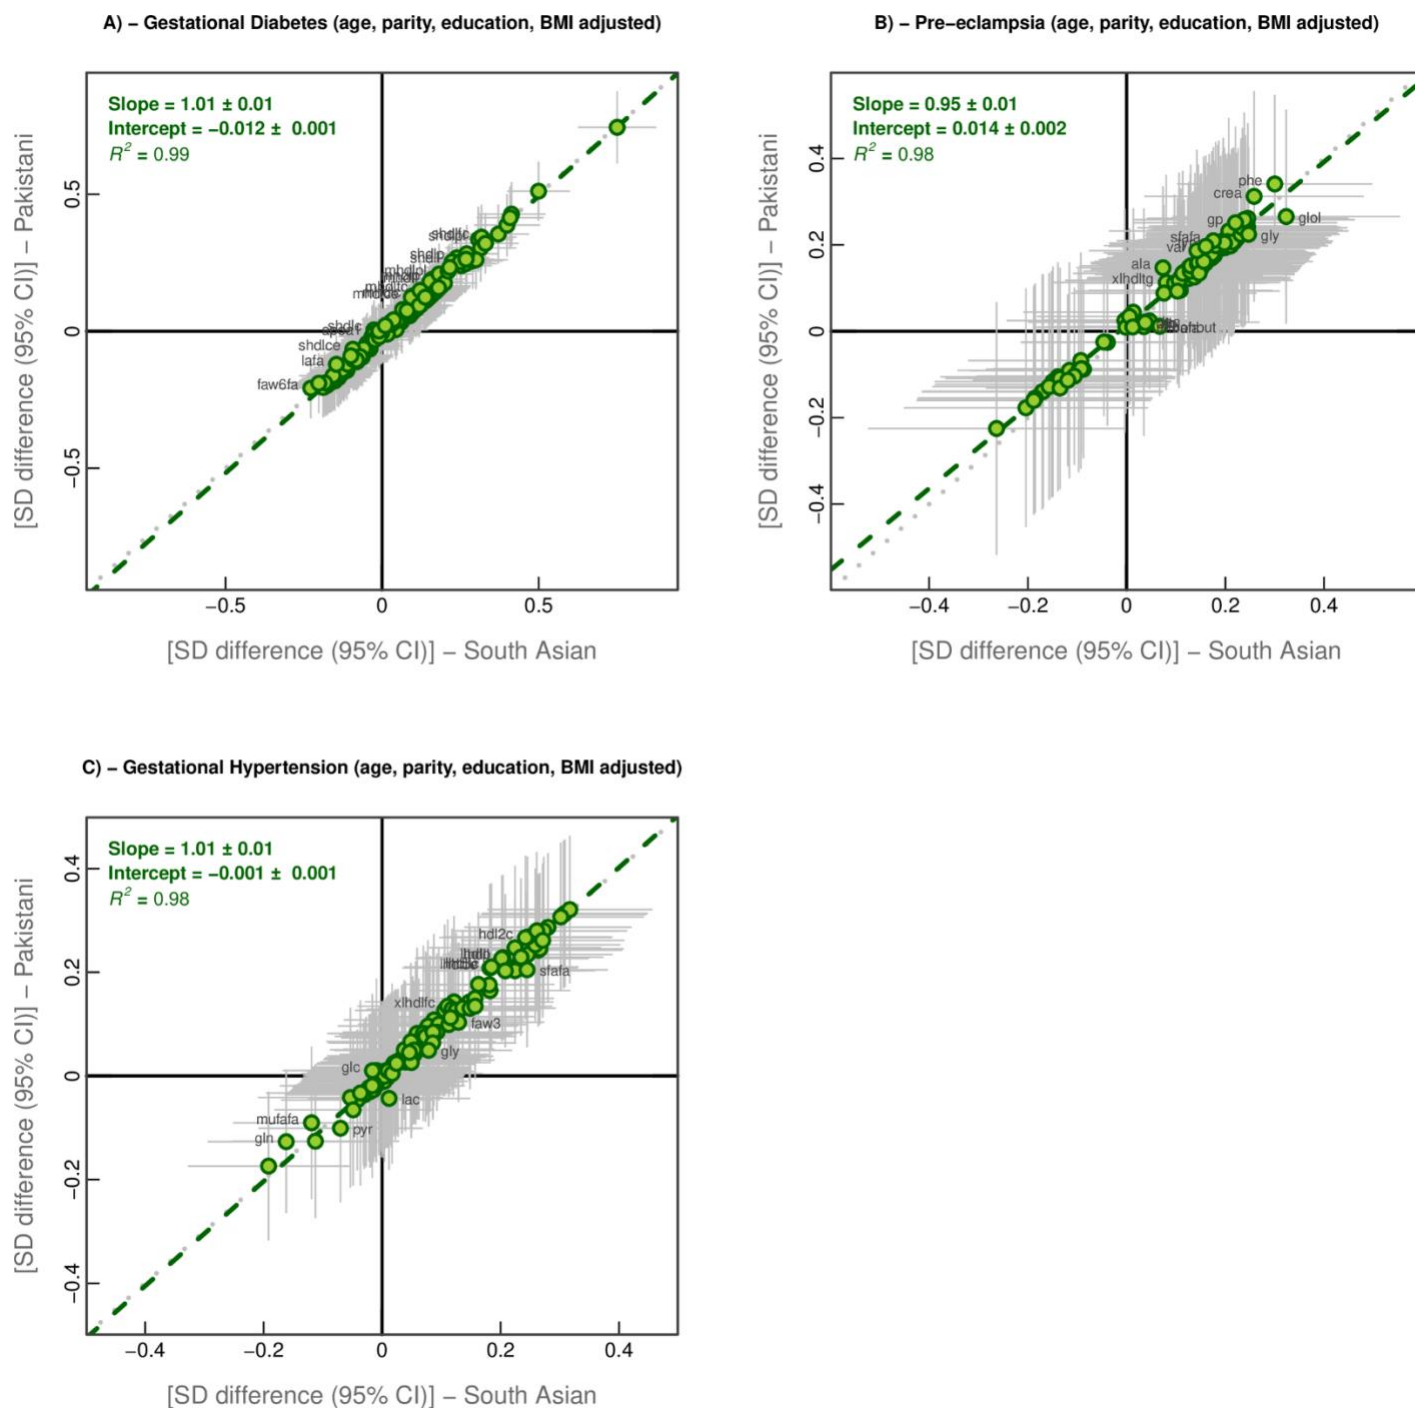 A) – Gestational Diabetes (age, parity, education, BMI adjusted)
Slope = 1.01 ± 0.01
Intercept = −0.012 ± 0.001
R² = 0.99
[SD difference (95% CI)] – Pakistani
0.5
0
−0.5
shdlce
lafa
faw6fa
−0.5 0 0.5
[SD difference (95% CI)] – South Asian
B) – Pre−eclampsia (age, parity, education, BMI adjusted)
Slope = 0.95 ± 0.01
Intercept = 0.014 ± 0.002
R² = 0.98
[SD difference (95% CI)] – Pakistani
0.4
0.2
0
−0.2
−0.4
phe
crea
gp
glol
sfafa
gly
val
ala
xlhdltg
−0.4 −0.2 0 0.2 0.4
[SD difference (95% CI)] – South Asian
C) – Gestational Hypertension (age, parity, education, BMI adjusted)
Slope = 1.01 ± 0.01
Intercept = −0.001 ± 0.001
R² = 0.98
[SD difference (95% CI)] – Pakistani
0.4
0.2
0
−0.2
−0.4
hdl2c
sfafa
xlhdlfc
faw3
gly
glc
lac
mufafa
pyr
gln
−0.4 −0.2 0 0.2 0.4
[SD difference (95% CI)] – South Asian